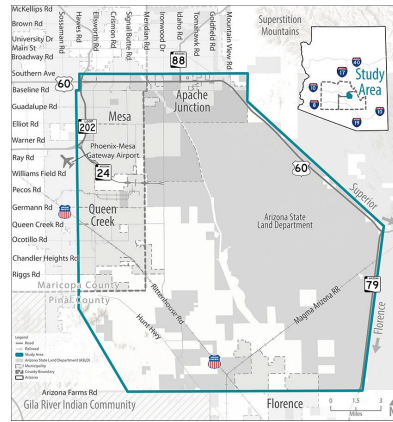 McKellips Rd
Brown Rd
University Dr
Main St
Broadway Rd
Southern Ave
Baseline Rd
Guadalupe Rd
Elliot Rd
Warner Rd
Ray Rd
Williams Field Rd
Pecos Rd
Germann Rd
Queen Creek Rd
Ocotillo Rd
Chandler Heights Rd
Riggs Rd
Sossaman Rd
Hawes Rd
Ellsworth Rd
Crismon Rd
Signal Butte Rd
Meridian Rd
Ironwood Dr
Idaho Rd
Tomahawk Rd
Goldfield Rd
Mountain View Rd
88
Superstition
Mountains
Study
Area
40
17
10
8
19
60
Apache
Junction
Mesa
202
Phoenix-Mesa
Gateway Airport
24
60
Queen
Creek
Arizona State
Land Department
Superior
79
Florence
Maricopa County
Pinal County
Rittenhouse Rd
Hunt Hwy
Magma Arizona RR
Legend
Road
Railroad
Study Area
Arizona State Land Department (ASLD)
Municipality
County Boundary
Arizona
Arizona Farms Rd
Gila River Indian Community
Florence
0 1.5 3
Miles